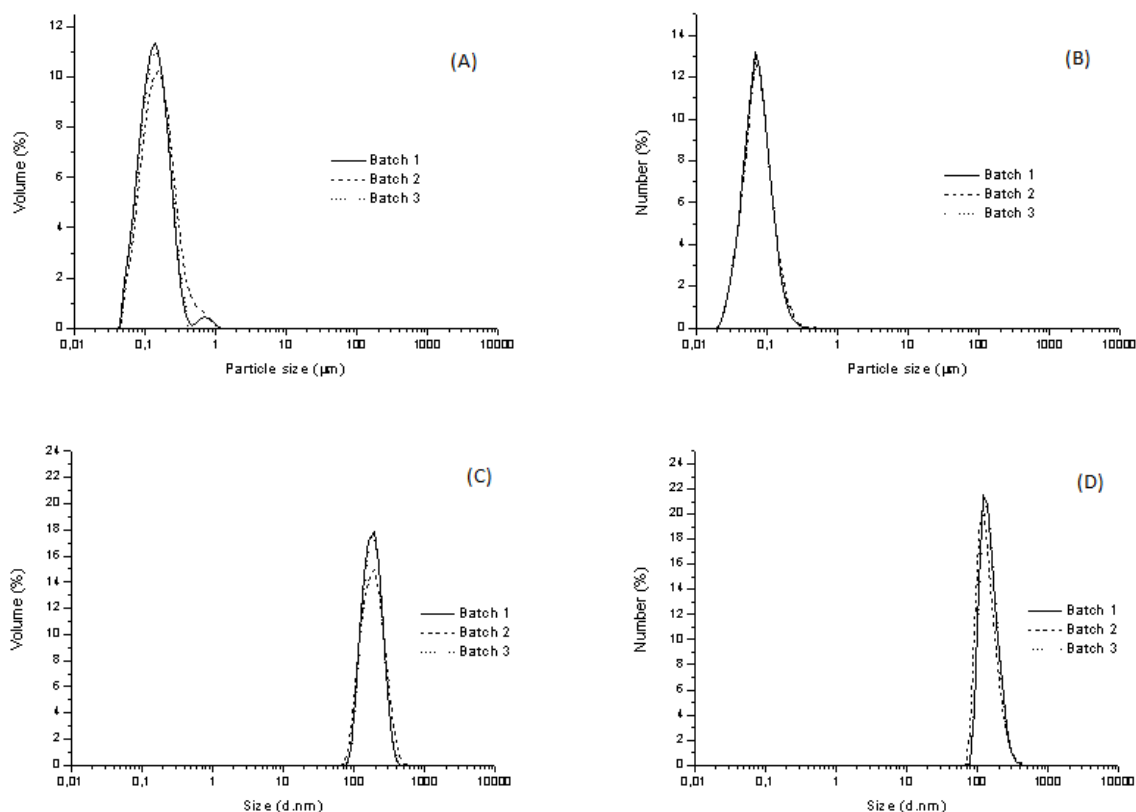 (A)
12
10
8
6
4
2
0
Volume (%)
Batch 1
Batch 2
Batch 3
0,01 0,1 1 10 100 1000 10000
Particle size (µm)
(B)
14
12
10
8
6
4
2
0
Number (%)
Batch 1
Batch 2
Batch 3
0,01 0,1 1 10 100 1000 10000
Particle size (µm)
(C)
24
22
20
18
16
14
12
10
8
6
4
2
0
Volume (%)
Batch 1
Batch 2
Batch 3
0,01 0,1 1 10 100 1000 10000
Size (d.nm)
(D)
24
22
20
18
16
14
12
10
8
6
4
2
0
Number (%)
Batch 1
Batch 2
Batch 3
0,01 0,1 1 10 100 1000 10000
Size (d.nm)